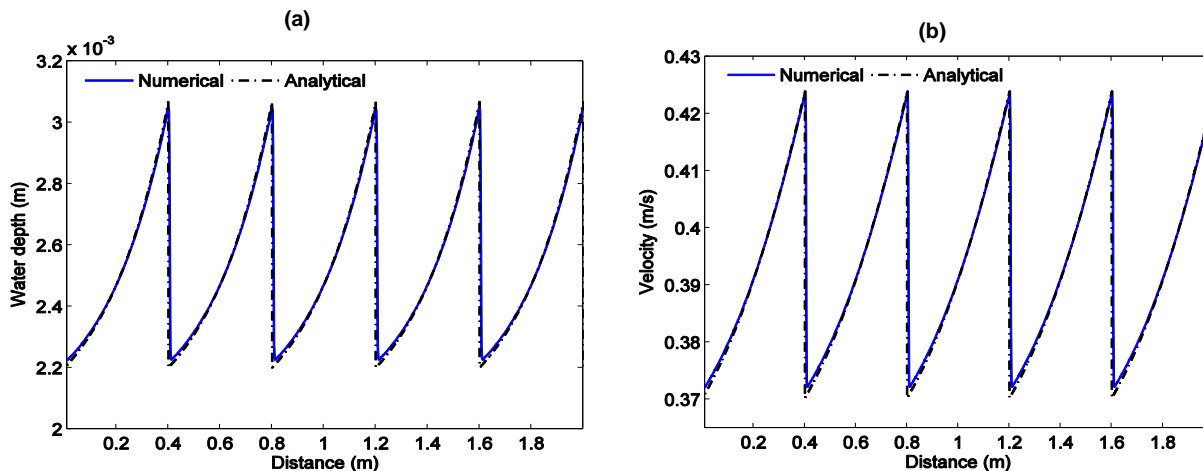 (a)
x 10-3
3.2
Numerical Analytical
3
2.8
2.6
2.4
2.2
2
Water depth (m)
0.2 0.4 0.6 0.8 1 1.2 1.4 1.6 1.8
Distance (m)
(b)
0.43
Numerical Analytical
0.42
0.41
0.4
0.39
0.38
0.37
Velocity (m/s)
0.2 0.4 0.6 0.8 1 1.2 1.4 1.6 1.8
Distance (m)